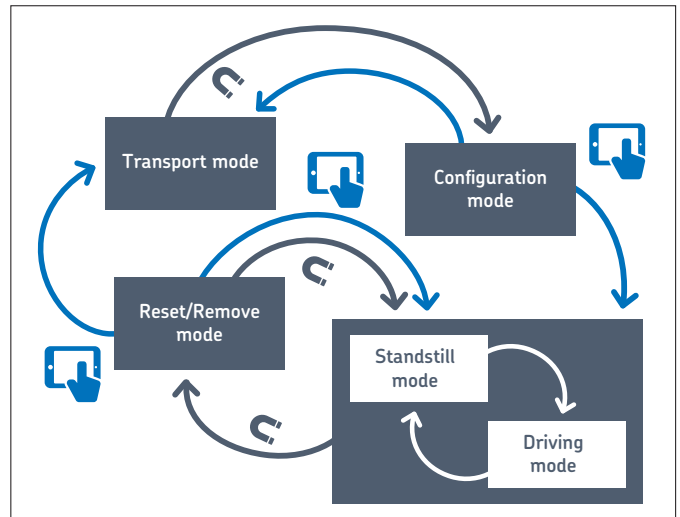 Transport mode
Configuration
mode
Reset/Remove
mode
Standstill
mode
Driving
mode